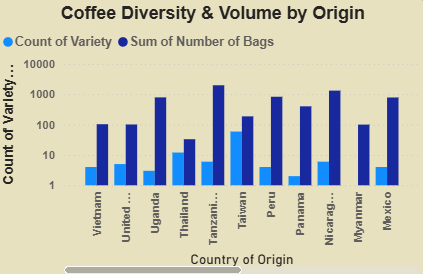 Coffee Diversity & Volume by Origin
Count of Variety Sum of Number of Bags
Count of Variety...
10000
1000
100
10
1
Vietnam
United ...
Uganda
Thailand
Tanzani...
Taiwan
Peru
Panama
Nicarag...
Myanmar
Mexico
Country of Origin